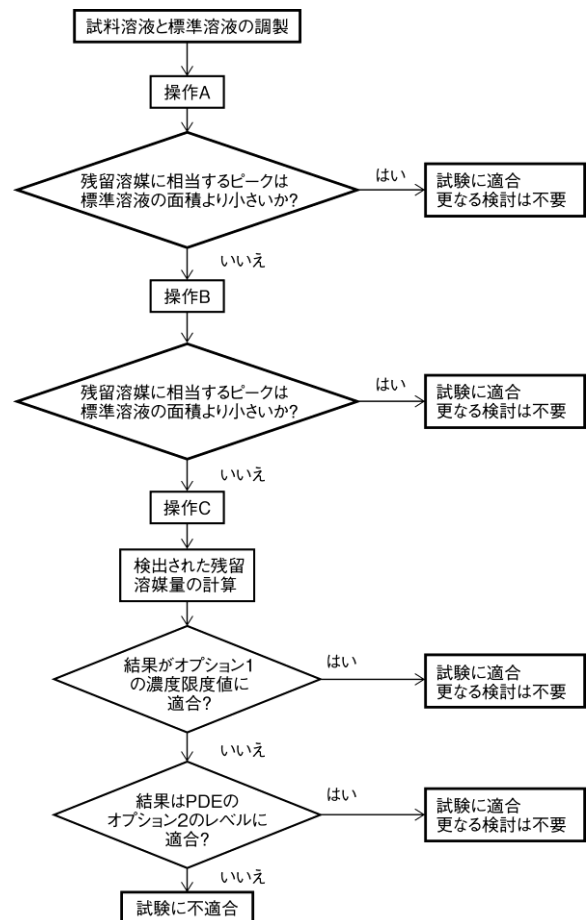 試料溶液と標準溶液の調製
操作A
残留溶媒に相当するピークは
標準溶液の面積より小さいか?
はい
試験に適合
更なる検討は不要
いいえ
操作B
残留溶媒に相当するピークは
標準溶液の面積より小さいか?
はい
試験に適合
更なる検討は不要
いいえ
操作C
検出された残留
溶媒量の計算
結果がオプション1
の濃度限度値に
適合?
はい
試験に適合
更なる検討は不要
いいえ
結果はPDEの
オプション2のレベルに
適合?
はい
試験に適合
更なる検討は不要
いいえ
試験に不適合